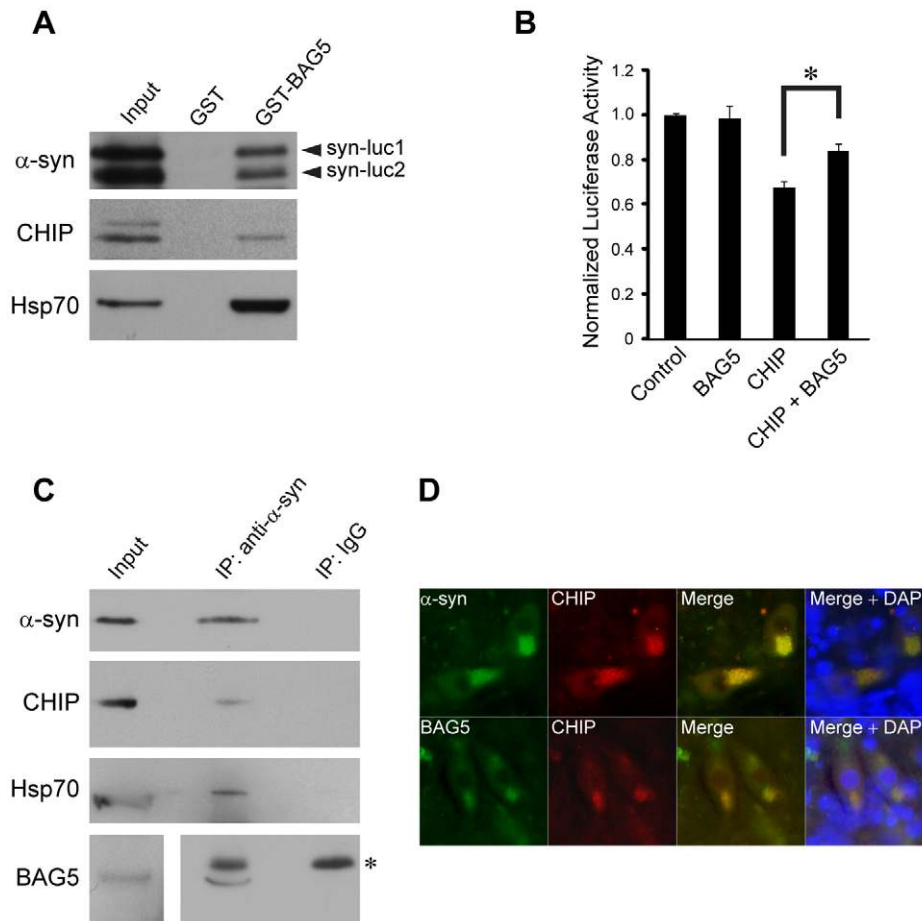 A
Input
GST
GST-BAG5
α-syn
syn-luc1
syn-luc2
CHIP
Hsp70
B
Normalized Luciferase Activity
1.2
1.0
0.8
0.6
0.4
0.2
0
*
Control
BAG5
CHIP
CHIP + BAG5
C
Input
IP: anti-α-syn
IP: IgG
α-syn
CHIP
Hsp70
BAG5
*
D
α-syn CHIP Merge Merge + DAP
BAG5 CHIP Merge Merge + DAP